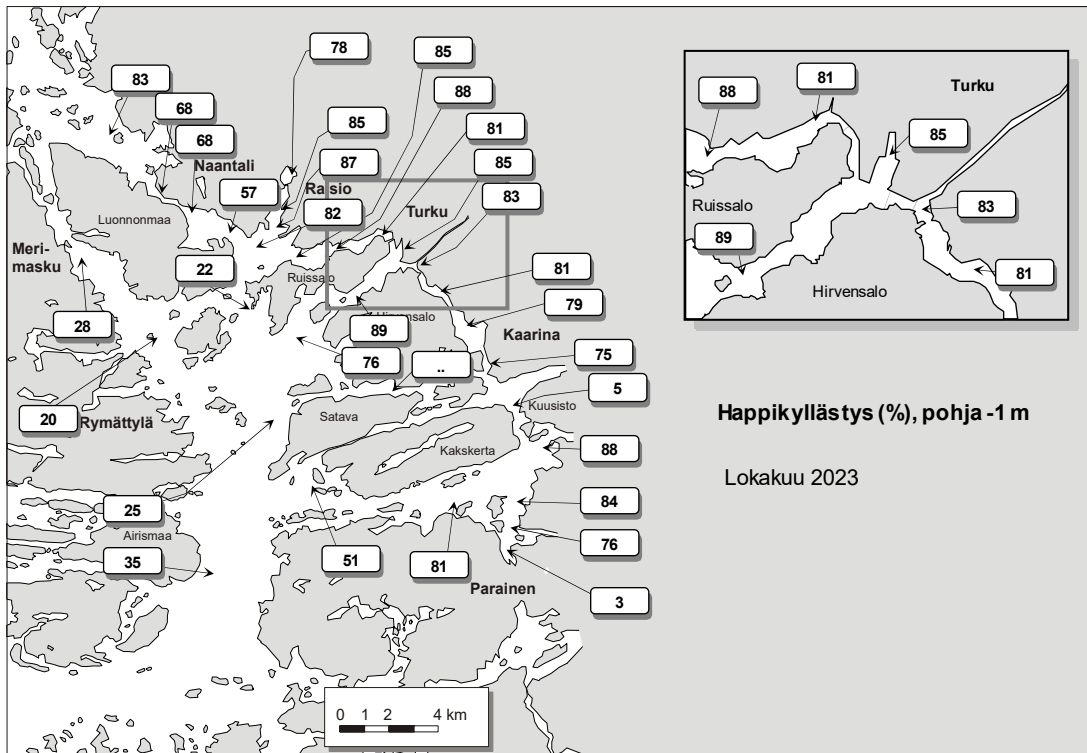 78
85
83
88
68
81
68
Naantali
85
85
57
87
Raisio
83
Luonnonmaa
82
Turku
Meri-
masku
22
Ruissalo
81
28
89
Hirvensalo
79
Kaarina
76
..
75
5
20
Rymättylä
Satava
Kuusisto
Kakskerta
88
25
84
Airismaa
35
51
81
76
Parainen
3
0 1 2 4 km
81
88
Turku
85
Ruissalo
83
89
81
Hirvensalo
Happikyllästys (%), pohja -1 m
Lokakuu 2023